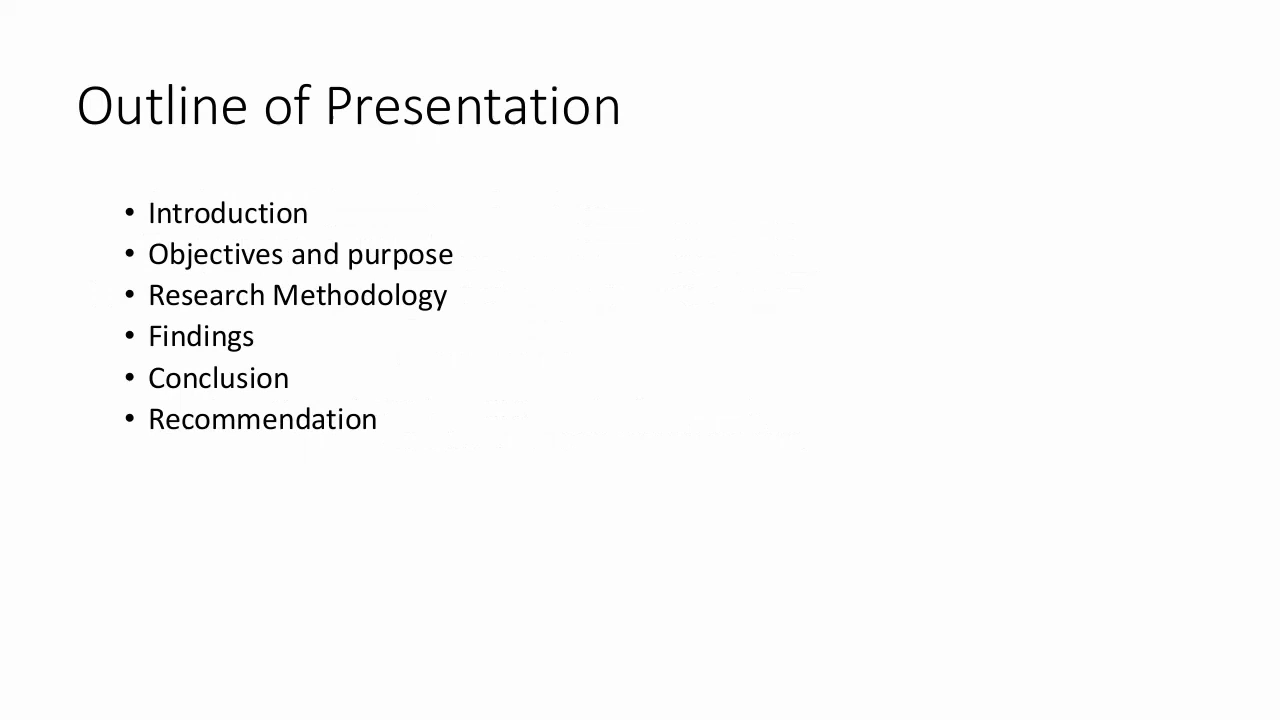 Outline of Presentation
• Introduction
• Objectives and purpose
• Research Methodology
• Findings
• Conclusion
• Recommendation